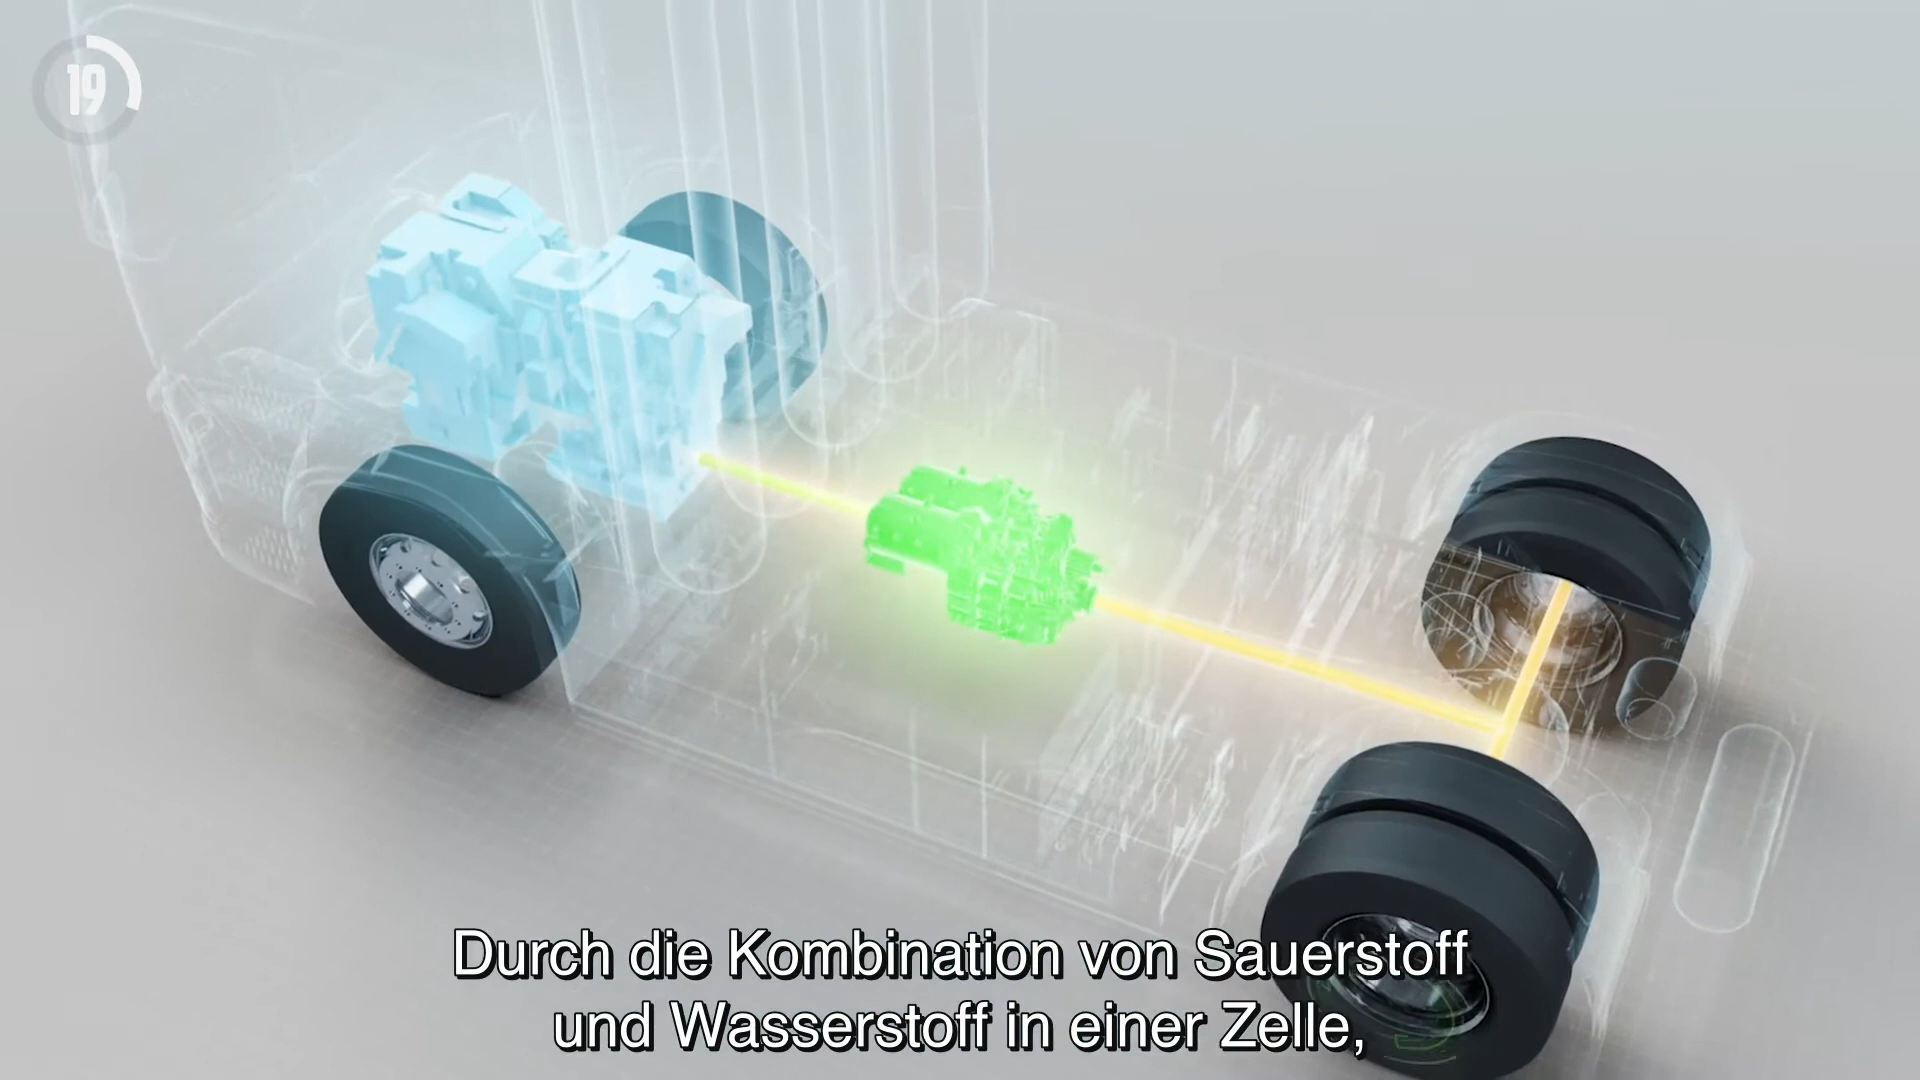 19
Durch die Kombination von Sauerstoff
und Wasserstoff in einer Zelle,